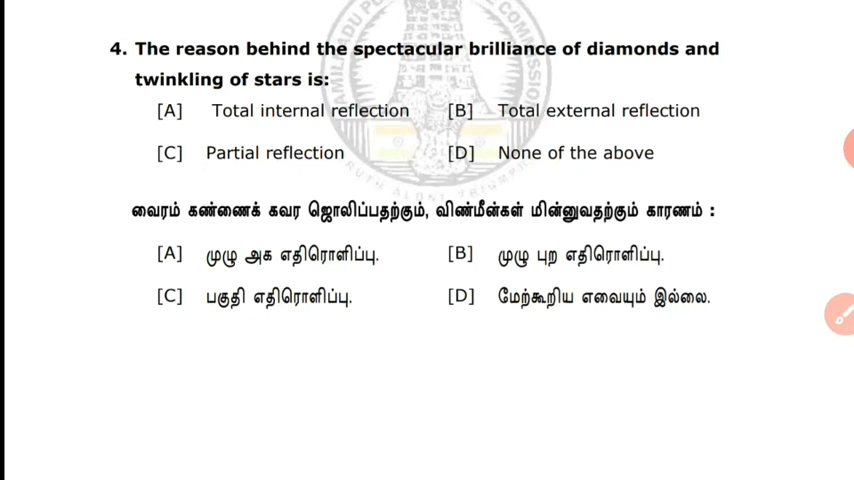 4. The reason behind the spectacular brilliance of diamonds and
twinkling of stars is:
[A] Total internal reflection [B] Total external reflection
[C] Partial reflection [D] None of the above
வைரம் கண்ணைக் கவர ஜொலிப்பதற்கும், விண்மீன்கள் மின்னுவதற்கும் காரணம் :
[A] முழு அக எதிரொளிப்பு. [B] முழு புற எதிரொளிப்பு.
[C] பகுதி எதிரொளிப்பு. [D] மேற்கூறிய எவையும் இல்லை.